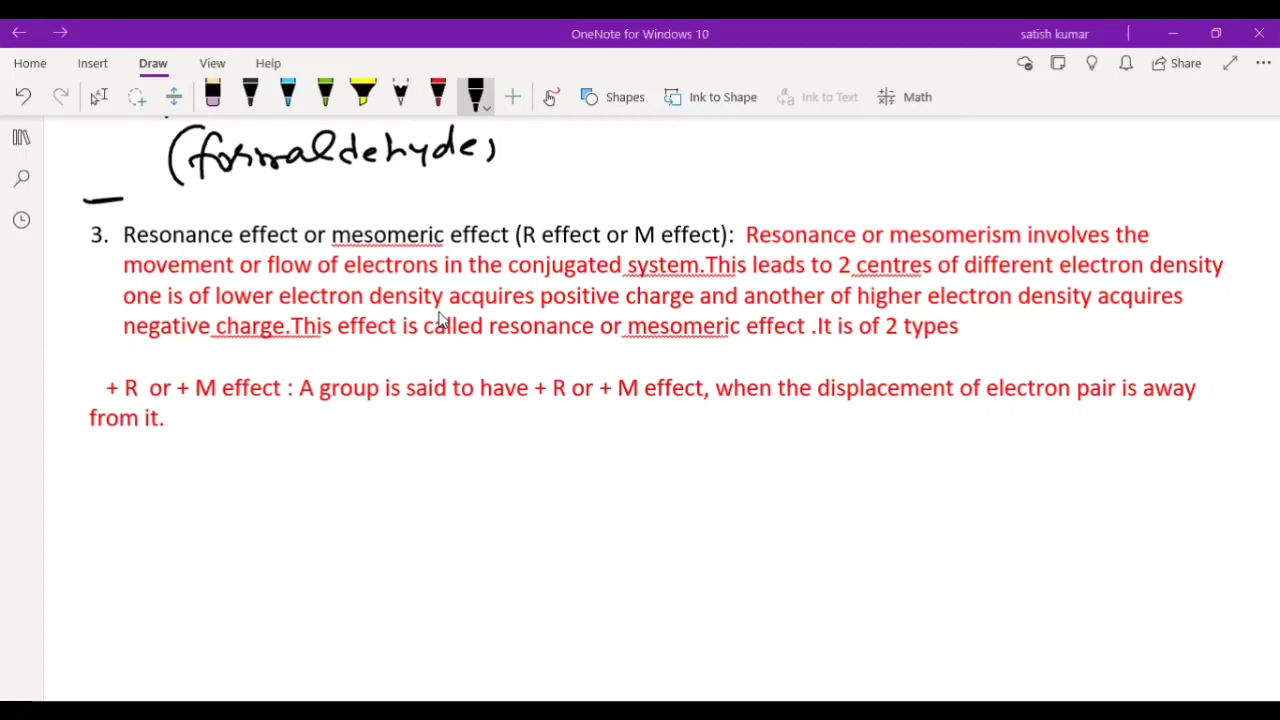 OneNote for Windows 10
satish kumar
Home Insert Draw View Help
Share
Shapes Ink to Shape Ink to Text Math
(formaldehyde)
3. Resonance effect or mesomeric effect (R effect or M effect): Resonance or mesomerism involves the
movement or flow of electrons in the conjugated system.This leads to 2 centres of different electron density
one is of lower electron density acquires positive charge and another of higher electron density acquires
negative charge.This effect is called resonance or mesomeric effect .It is of 2 types
+ R or + M effect : A group is said to have + R or + M effect, when the displacement of electron pair is away
from it.